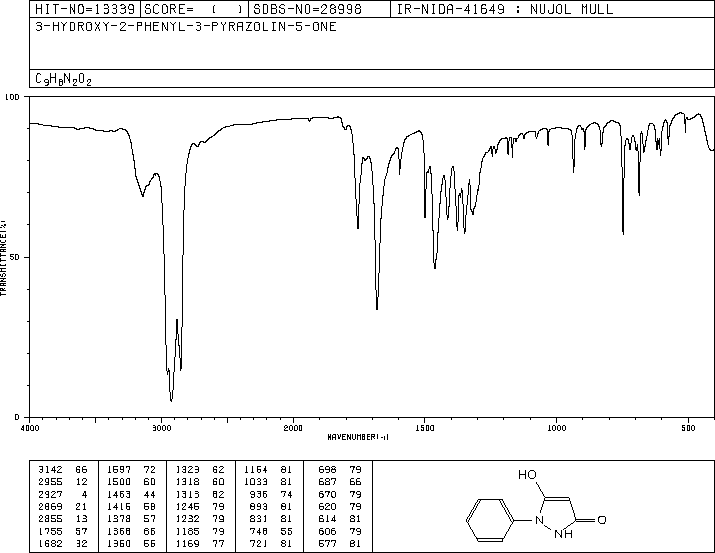 HIT-NO=13339 SCORE= ( ) SDBS-NO=28998 IR-NIDA-41649 : NUJOL MULL
3-HYDROXY-2-PHENYL-3-PYRAZOLIN-5-ONE
C9H8N2O2
100
50
0
TRANSMITTANCE(%)
4000 3000 2000 1500 1000 500
WAVENUMBER(-1)
3142 66 1597 72 1323 62 1154 81 698 79
2955 12 1500 60 1318 60 1033 81 687 66
2927 4 1463 44 1313 62 936 74 670 79
2869 21 1416 58 1246 79 893 81 620 79
2855 13 1378 57 1232 79 831 81 614 81
1755 57 1368 66 1185 79 748 55 606 79
1682 32 1350 55 1169 77 721 81 577 81
HO
N
NH
O